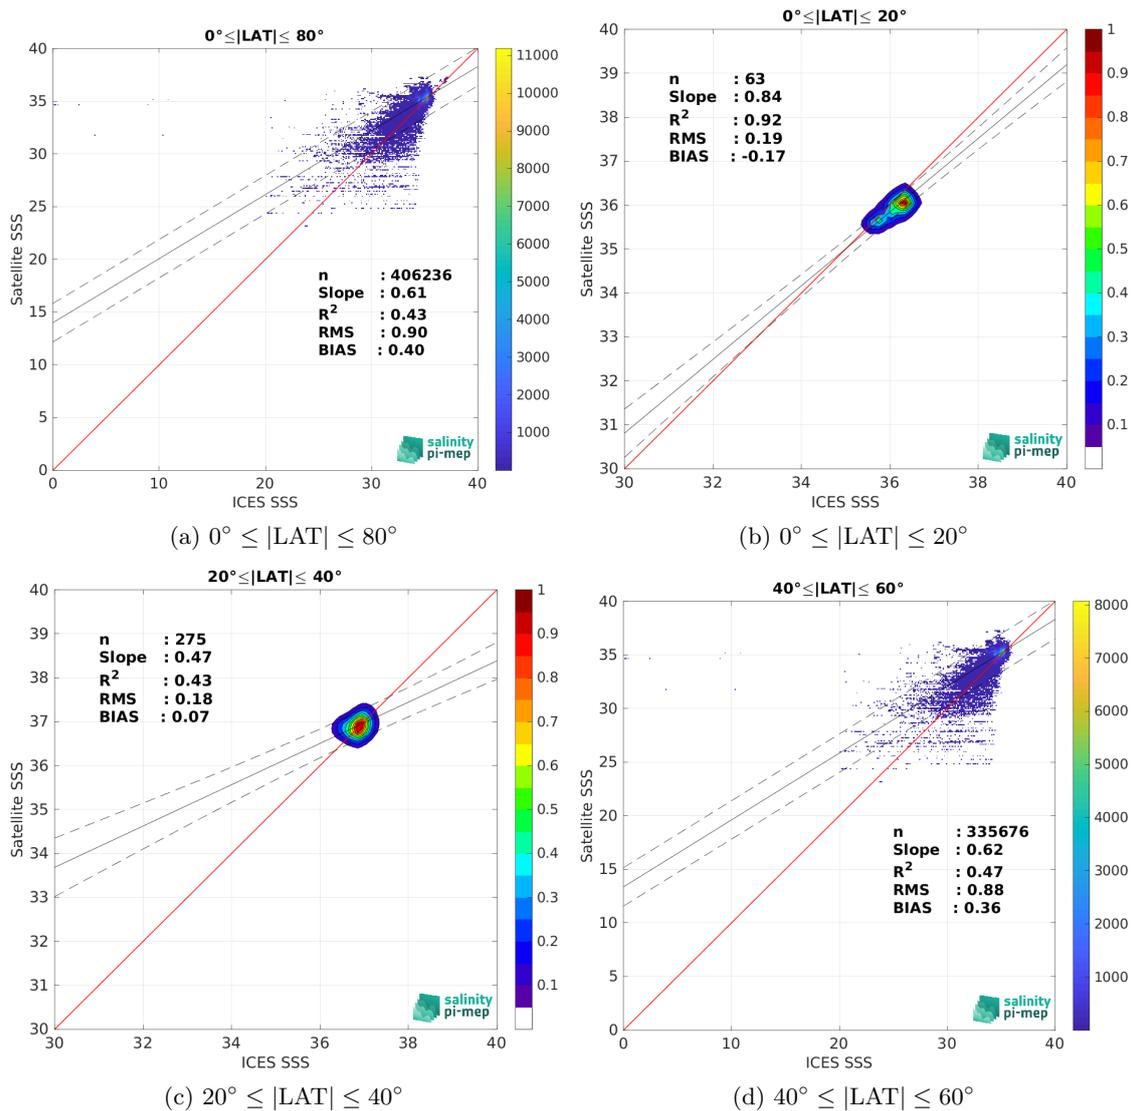 0°≤|LAT|≤ 80°
40
35
30
25
20
15
10
5
0
Satellite SSS
n : 406236
Slope : 0.61
R² : 0.43
RMS : 0.90
BIAS : 0.40
salinity
pi-mep
0 10 20 30 40
ICES SSS
11000
10000
9000
8000
7000
6000
5000
4000
3000
2000
1000
(a) 0° ≤ |LAT| ≤ 80°
0°≤|LAT|≤ 20°
40
39
38
37
36
35
34
33
32
31
30
Satellite SSS
n : 63
Slope : 0.84
R² : 0.92
RMS : 0.19
BIAS : -0.17
salinity
pi-mep
30 32 34 36 38 40
ICES SSS
1
0.9
0.8
0.7
0.6
0.5
0.4
0.3
0.2
0.1
(b) 0° ≤ |LAT| ≤ 20°
20°≤|LAT|≤ 40°
40
39
38
37
36
35
34
33
32
31
30
Satellite SSS
n : 275
Slope : 0.47
R² : 0.43
RMS : 0.18
BIAS : 0.07
salinity
pi-mep
30 32 34 36 38 40
ICES SSS
1
0.9
0.8
0.7
0.6
0.5
0.4
0.3
0.2
0.1
(c) 20° ≤ |LAT| ≤ 40°
40°≤|LAT|≤ 60°
40
35
30
25
20
15
10
5
0
Satellite SSS
n : 335676
Slope : 0.62
R² : 0.47
RMS : 0.88
BIAS : 0.36
salinity
pi-mep
0 10 20 30 40
ICES SSS
8000
7000
6000
5000
4000
3000
2000
1000
(d) 40° ≤ |LAT| ≤ 60°